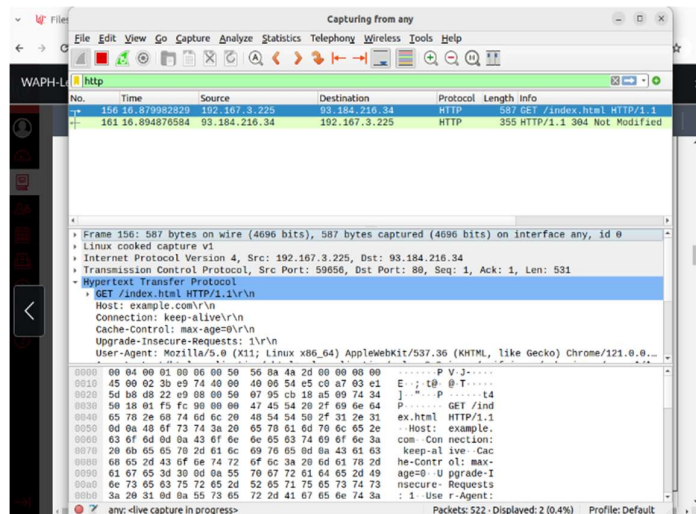 Files
Capturing from any
File Edit View Go Capture Analyze Statistics Telephony Wireless Tools Help
WAPH-Le
http
No. Time Source Destination Protocol Length Info
156 16.879982829 192.167.3.225 93.184.216.34 HTTP 587 GET /index.html HTTP/1.1
161 16.894876584 93.184.216.34 192.167.3.225 HTTP 355 HTTP/1.1 304 Not Modified
Frame 156: 587 bytes on wire (4696 bits), 587 bytes captured (4696 bits) on interface any, id 0
Linux cooked capture v1
Internet Protocol Version 4, Src: 192.167.3.225, Dst: 93.184.216.34
Transmission Control Protocol, Src Port: 59656, Dst Port: 80, Seq: 1, Ack: 1, Len: 531
Hypertext Transfer Protocol
GET /index.html HTTP/1.1\r\n
Host: example.com\r\n
Connection: keep-alive\r\n
Cache-Control: max-age=0\r\n
Upgrade-Insecure-Requests: 1\r\n
User-Agent: Mozilla/5.0 (X11; Linux x86_64) AppleWebKit/537.36 (KHTML, like Gecko) Chrome/121.0.0...
0000 00 04 00 01 00 06 00 50 56 8a 4a 2d 00 00 08 00 ·······P V·J-····
0010 45 00 02 3b e9 74 40 00 40 06 54 e5 c0 a7 03 e1 E··;·t@· @·T·····
0020 5d b8 d8 22 e9 08 00 50 07 95 cb 18 a5 09 74 34 ]··"···P ······t4
0030 50 18 01 f5 fc 90 00 00 47 45 54 20 2f 69 6e 64 P······· GET /ind
0040 65 78 2e 68 74 6d 6c 20 48 54 54 50 2f 31 2e 31 ex.html HTTP/1.1
0050 0d 0a 48 6f 73 74 3a 20 65 78 61 6d 70 6c 65 2e ··Host: example.
0060 63 6f 6d 0d 0a 43 6f 6e 6e 65 63 74 69 6f 6e 3a com··Con nection:
0070 20 6b 65 65 70 2d 61 6c 69 76 65 0d 0a 43 61 63 keep-al ive··Cac
0080 68 65 2d 43 6f 6e 74 72 6f 6c 3a 20 6d 61 78 2d he-Contr ol: max-
0090 61 67 65 3d 30 0d 0a 55 70 67 72 61 64 65 2d 49 age=0··U pgrade-I
00a0 6e 73 65 63 75 72 65 2d 52 65 71 75 65 73 74 73 nsecure- Requests
00b0 3a 20 31 0d 0a 55 73 65 72 2d 41 67 65 6e 74 3a : 1··Use r-Agent:
any: <live capture in progress> Packets: 522 · Displayed: 2 (0.4%) Profile: Default